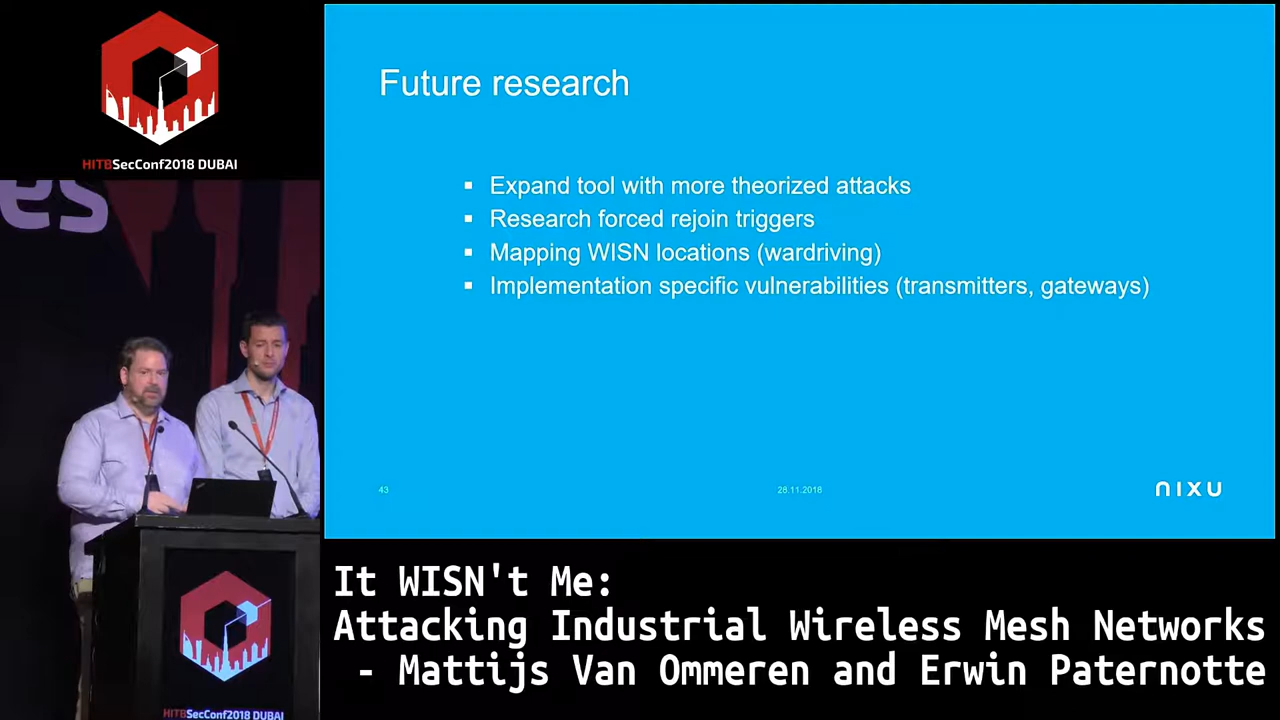 HITBSecConf2018 DUBAI
es
Future research
Expand tool with more theorized attacks
Research forced rejoin triggers
Mapping WISN locations (wardriving)
Implementation specific vulnerabilities (transmitters, gateways)
43
28.11.2018
NIXU
HITBSecConf2018 DUBAI
It WISN't Me:
Attacking Industrial Wireless Mesh Networks
- Mattijs Van Ommeren and Erwin Paternotte